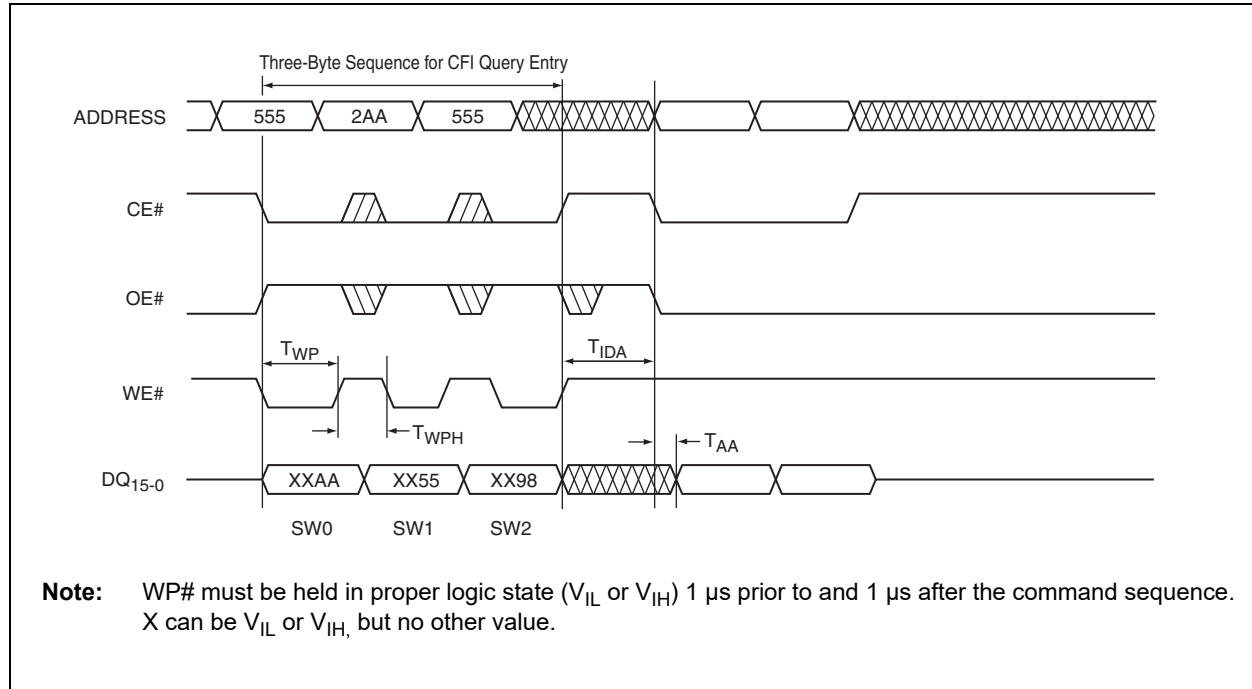 Three-Byte Sequence for CFI Query Entry
ADDRESS 555 2AA 555
CE#
OE#
TWP TIDA
WE#
TWPH TAA
DQ15-0 XXAA XX55 XX98
SW0 SW1 SW2
Note: WP# must be held in proper logic state (VIL or VIH) 1 µs prior to and 1 µs after the command sequence.
X can be VIL or VIH, but no other value.